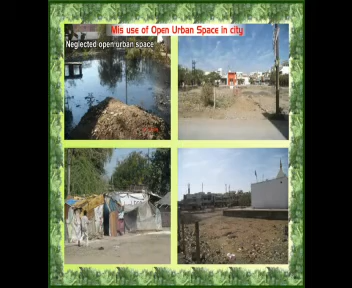 Mis use of Open Urban Space in city
Neglected open urban space